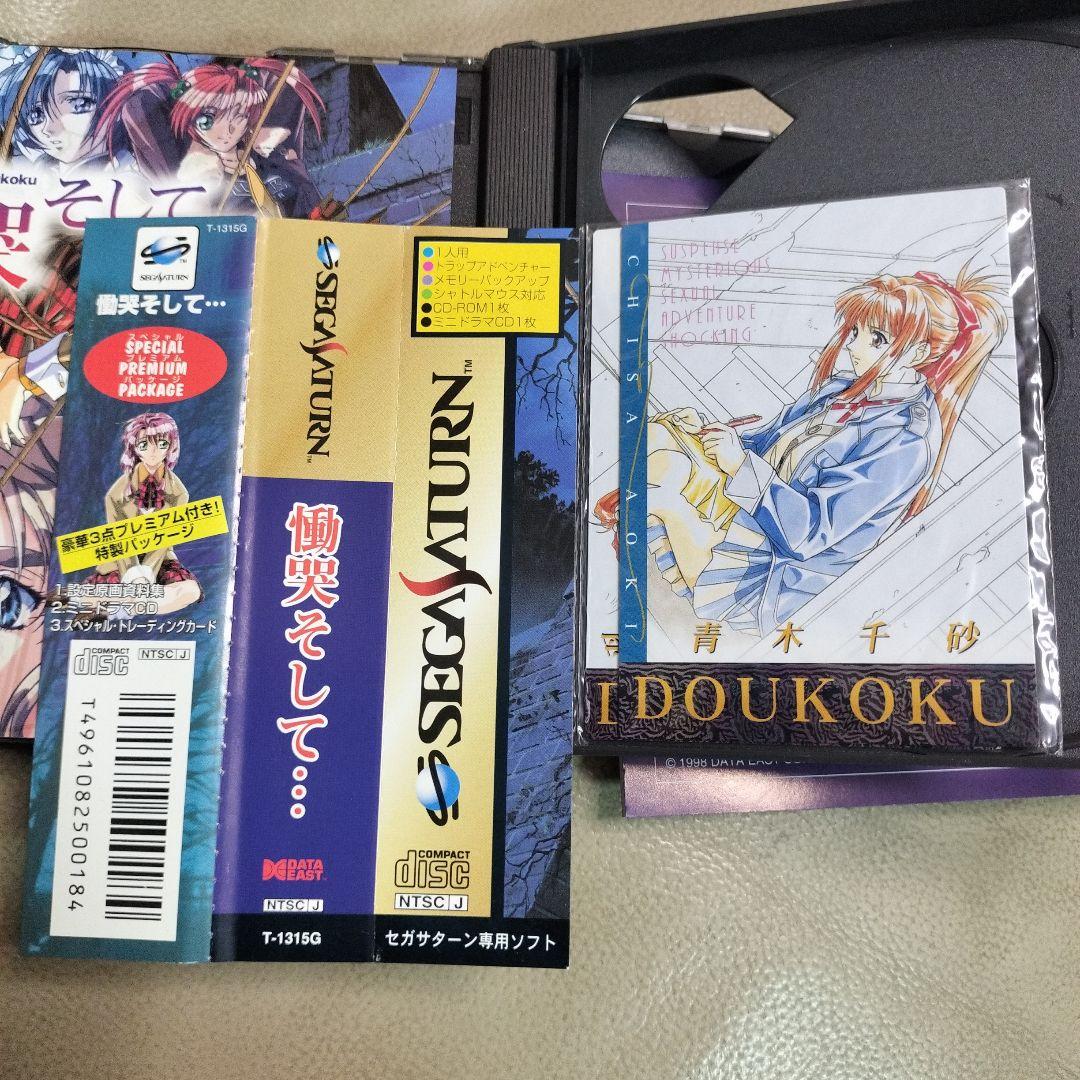 koku
そして
哭
T-1315G
SEGA SATURN™
慟哭そして…
スペシャル
SPECIAL
プレミアム
PREMIUM
パッケージ
PACKAGE
豪華3点プレミアム付き!
特製パッケージ
1.設定原画資料集
2.ミニドラマCD
3.スペシャル・トレーディングカード
COMPACT
disc
NTSC J
T4961082500184
SEGA SATURN™
慟哭そして…
DATA
EAST™
NTSC J
T-1315G
●1人用
●トラップアドベンチャー
●メモリーバックアップ
●シャトルマウス対応
●CD-ROM1枚
●ミニドラマCD1枚
SEGA SATURN™
COMPACT
disc
NTSC J
セガサターン専用ソフト
CHISA AOKI
SUSPENSE
MYSTERIOUS
SEXUAL
ADVENTURE
SHOCKING
青木千砂
DOUKOKU
© 1998 DATA EAST